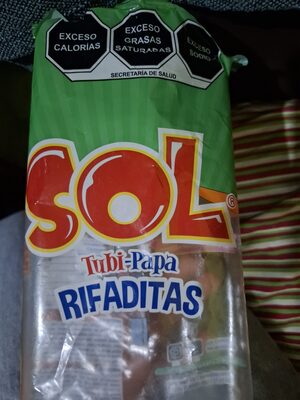 EXCESO
CALORÍAS
EXCESO
GRASAS
SATURADAS
EXCESO
SODIO
SECRETARÍA DE SALUD
SOL®
Tubi-Papa
RIFADITAS